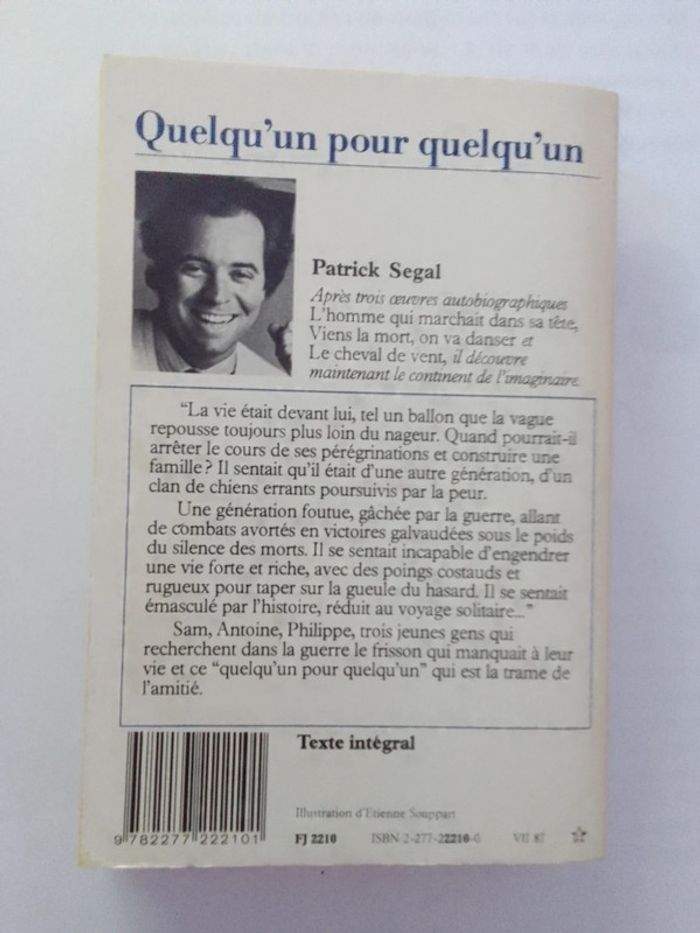 Quelqu'un pour quelqu'un
Patrick Segal
Après trois œuvres autobiographiques
L'homme qui marchait dans sa tête,
Viens la mort, on va danser et
Le cheval de vent, il découvre
maintenant le continent de l'imaginaire.
"La vie était devant lui, tel un ballon que la vague
repousse toujours plus loin du nageur. Quand pourrait-il
arrêter le cours de ses pérégrinations et construire une
famille ? Il sentait qu'il était d'une autre génération, d'un
clan de chiens errants poursuivis par la peur.
Une génération foutue, gâchée par la guerre, allant
de combats avortés en victoires galvaudées sous le poids
du silence des morts. Il se sentait incapable d'engendrer
une vie forte et riche, avec des poings costauds et
rugueux pour taper sur la gueule du hasard. Il se sentait
émasculé par l'histoire, réduit au voyage solitaire..."
Sam, Antoine, Philippe, trois jeunes gens qui
recherchent dans la guerre le frisson qui manquait à leur
vie et ce "quelqu'un pour quelqu'un" qui est la trame de
l'amitié.
Texte intégral
Illustration d'Etienne Souppart
9 782277 222101
FJ 2210 ISBN 2-277-22210-6 VII 87